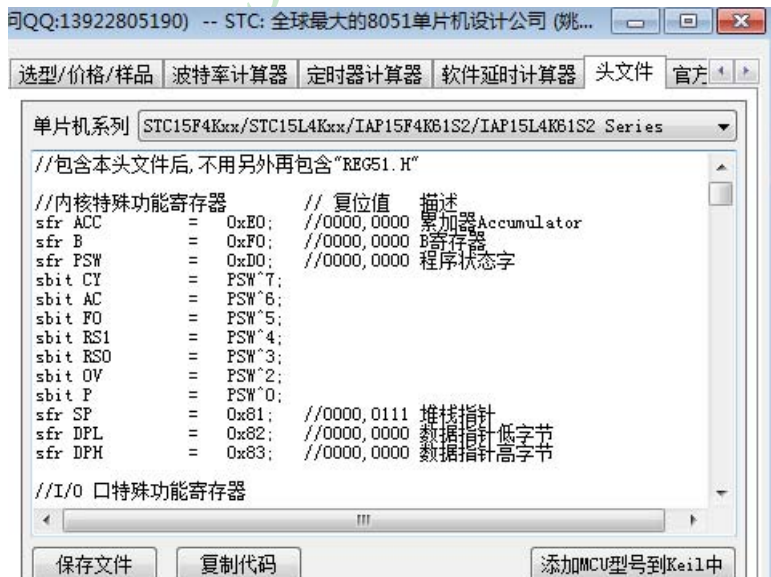 问QQ:13922805190) -- STC: 全球最大的8051单片机设计公司 (姚...
选型/价格/样品 波特率计算器 定时器计算器 软件延时计算器 头文件 官方
单片机系列 STC15F4Kxx/STC15L4Kxx/IAP15F4K61S2/IAP15L4K61S2 Series
//包含本头文件后,不用另外再包含"REG51.H"
//内核特殊功能寄存器 // 复位值 描述
sfr ACC = 0xE0; //0000,0000 累加器Accumulator
sfr B = 0xF0; //0000,0000 B寄存器
sfr PSW = 0xD0; //0000,0000 程序状态字
sbit CY = PSW^7;
sbit AC = PSW^6;
sbit F0 = PSW^5;
sbit RS1 = PSW^4;
sbit RS0 = PSW^3;
sbit OV = PSW^2;
sbit P = PSW^0;
sfr SP = 0x81; //0000,0111 堆栈指针
sfr DPL = 0x82; //0000,0000 数据指针低字节
sfr DPH = 0x83; //0000,0000 数据指针高字节
//I/O 口特殊功能寄存器
保存文件 复制代码 添加MCU型号到Keil中